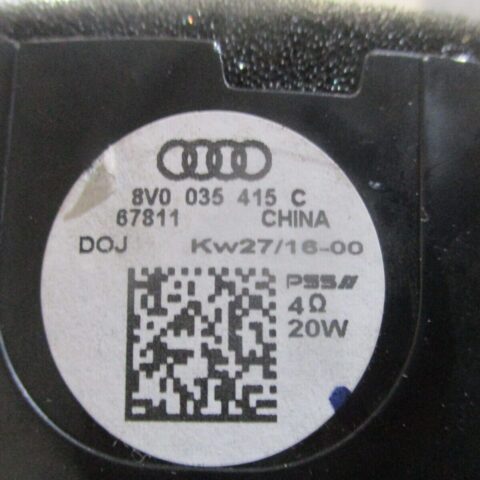 8V0 035 415 C
67811 CHINA
DOJ Kw27/16-00
PSS
4Ω
20W